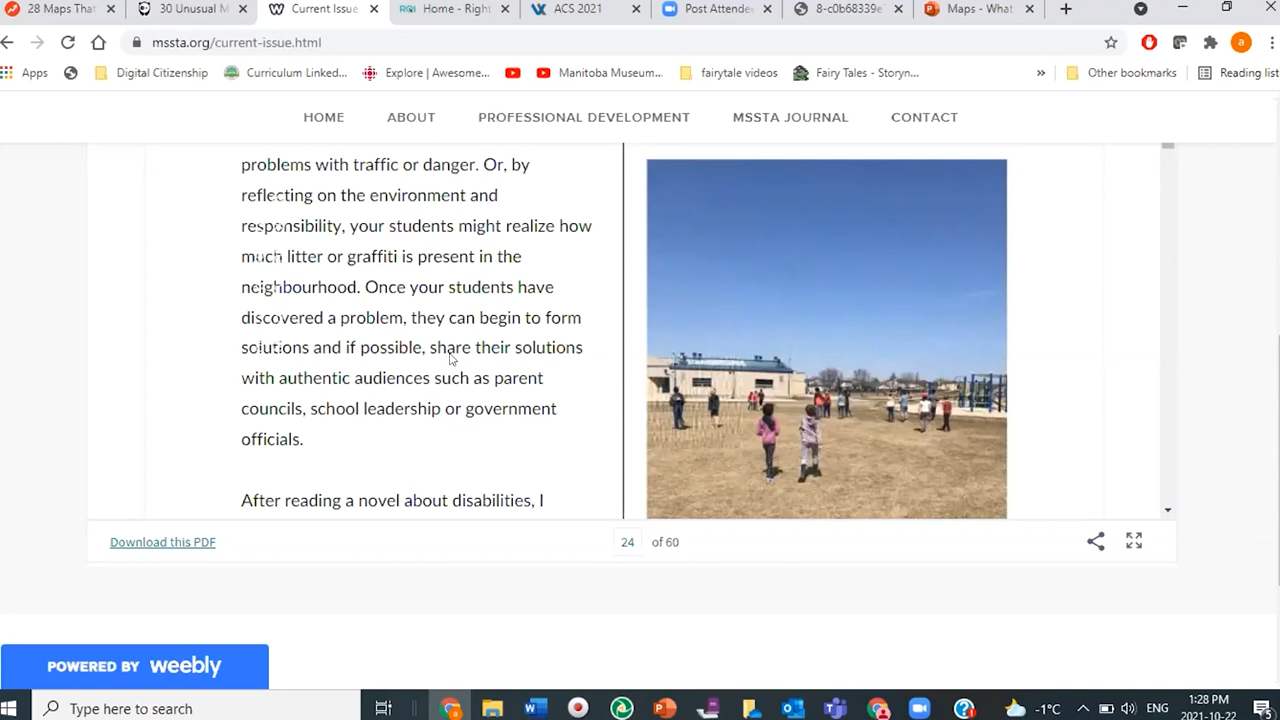 28 Maps That
30 Unusual M
Current Issue
Home - Right
ACS 2021
Post Attende
8-c0b68339e
Maps - What
mssta.org/current-issue.html
Apps
Digital Citizenship
Curriculum Linked...
Explore | Awesome...
Manitoba Museum...
fairytale videos
Fairy Tales - Storyn...
»
Other bookmarks
Reading list
HOME
ABOUT
PROFESSIONAL DEVELOPMENT
MSSTA JOURNAL
CONTACT
problems with traffic or danger. Or, by
reflecting on the environment and
responsibility, your students might realize how
much litter or graffiti is present in the
neighbourhood. Once your students have
discovered a problem, they can begin to form
solutions and if possible, share their solutions
with authentic audiences such as parent
councils, school leadership or government
officials.
After reading a novel about disabilities, I
Download this PDF
24 of 60
POWERED BY weebly
Type here to search
-1°C
ENG
1:28 PM
2021-10-22